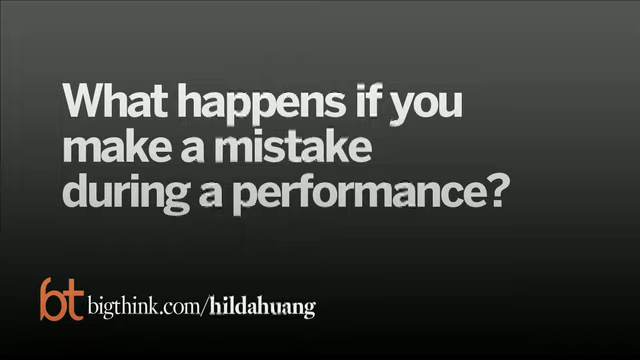 What happens if you
make a mistake
during a performance?
bt bigthink.com/hildahuang